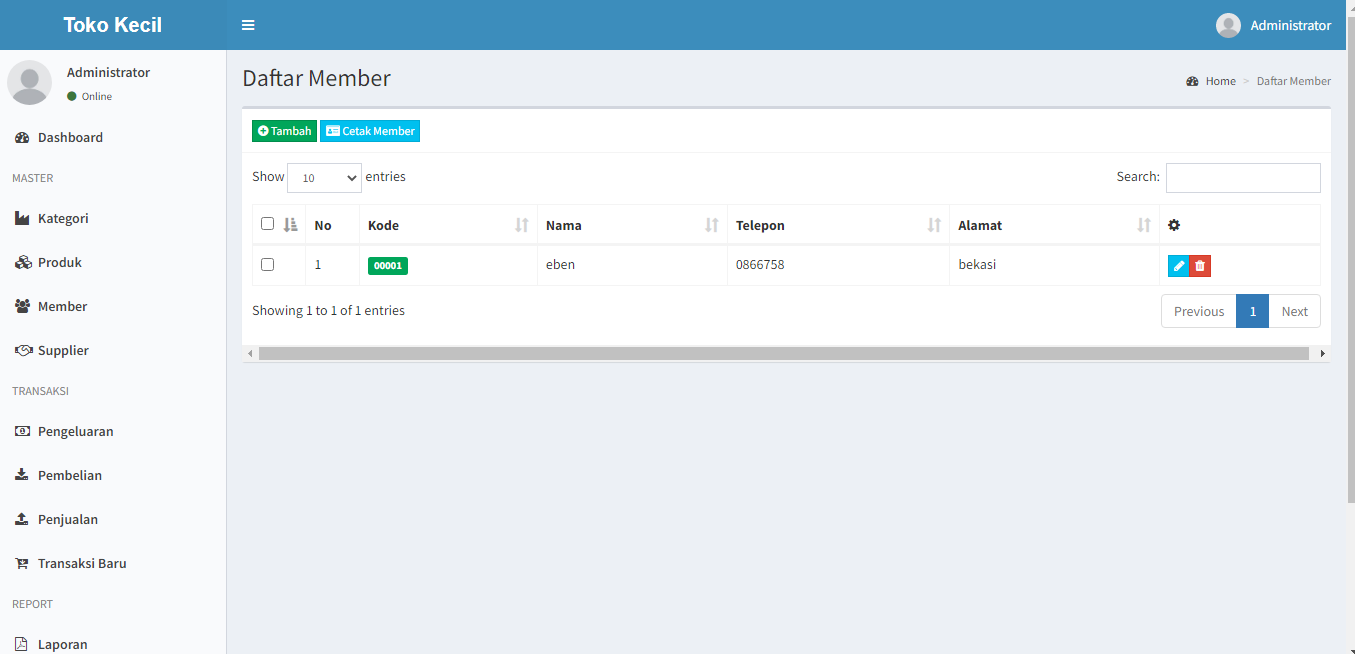 Toko Kecil
Administrator
Administrator
Online
Dashboard
MASTER
Kategori
Produk
Member
Supplier
TRANSAKSI
Pengeluaran
Pembelian
Penjualan
Transaksi Baru
REPORT
Laporan
Daftar Member
Home > Daftar Member
Tambah Cetak Member
Show 10 entries Search:
No Kode Nama Telepon Alamat
1 00001 eben 0866758 bekasi
Showing 1 to 1 of 1 entries Previous 1 Next